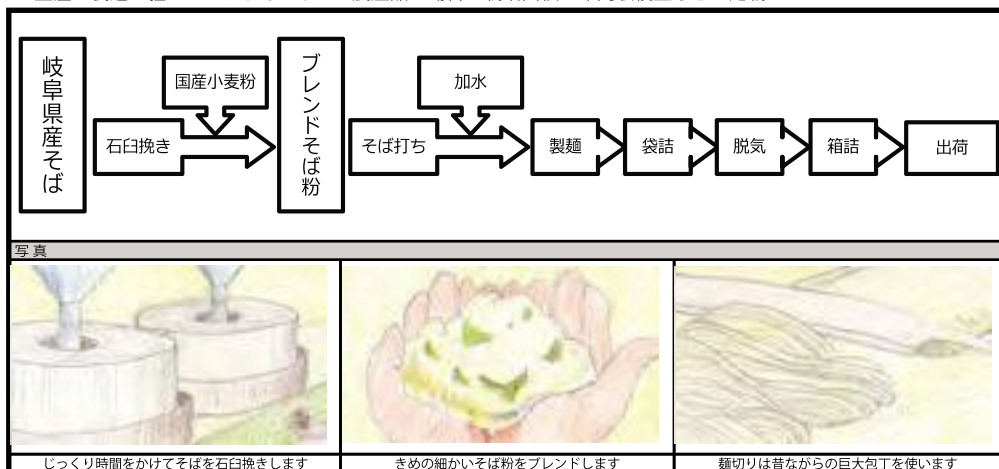 岐阜県産そば
石臼挽き
国産小麦粉
ブレンドそば粉
そば打ち
加水
製麺
袋詰
脱気
箱詰
出荷
写真
じっくり時間をかけてそばを石臼挽きします
きめの細かいそば粉をブレンドします
麺切りは昔ながらの巨大包丁を使います